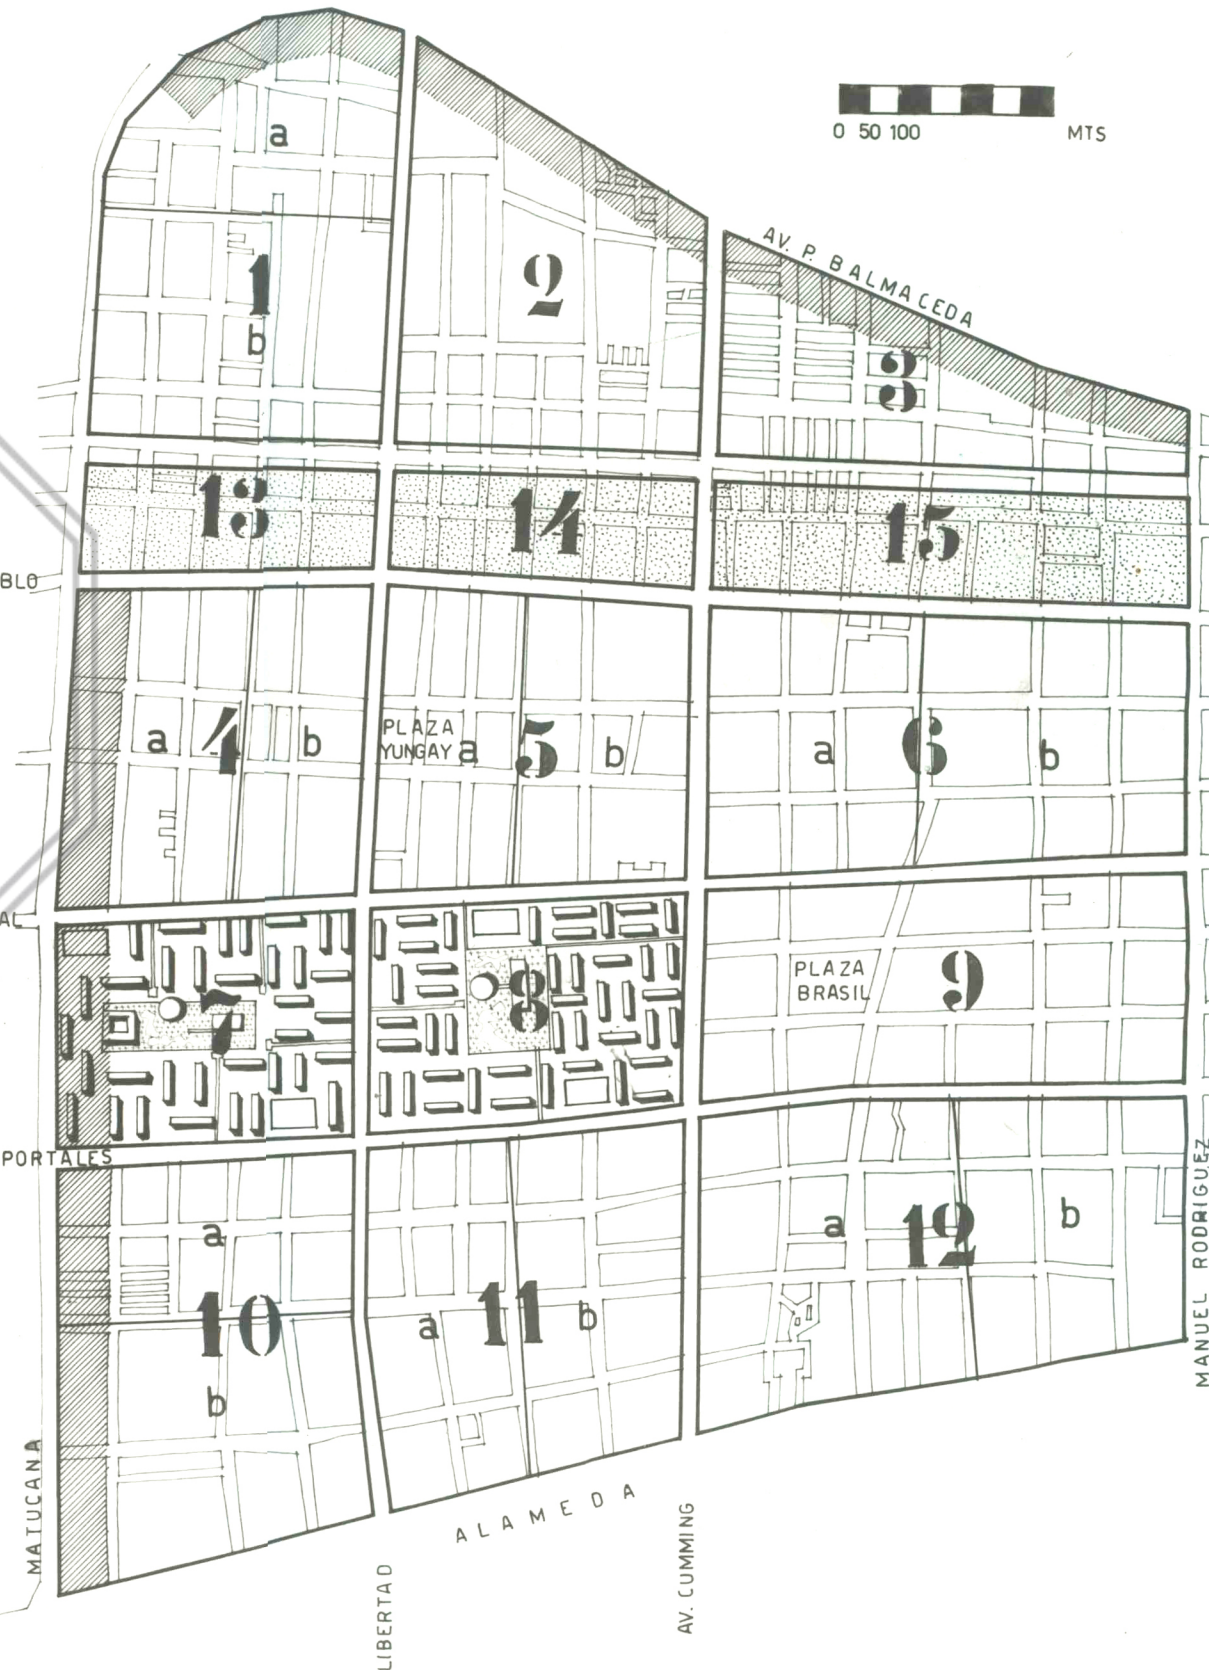 a
0 50 100 MTS
AV. P. BALMACEDA
1
2
b
3
13
14
15
BLO
a
4
b
PLAZA
YUNGAY
a
5
b
a
6
b
AL
7
8
PLAZA
BRASIL
9
PORTALES
a
10
b
a
11
b
a
12
b
MANUEL RODRIGUEZ
MATUCANA
ALAMEDA
LIBERTAD
AV. CUMMING